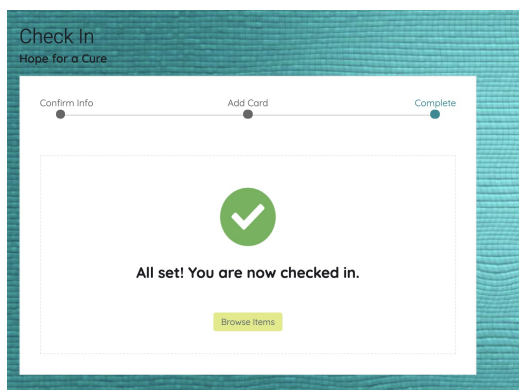 Check In
Hope for a Cure
Confirm Info
Add Card
Complete
All set! You are now checked in.
Browse Items